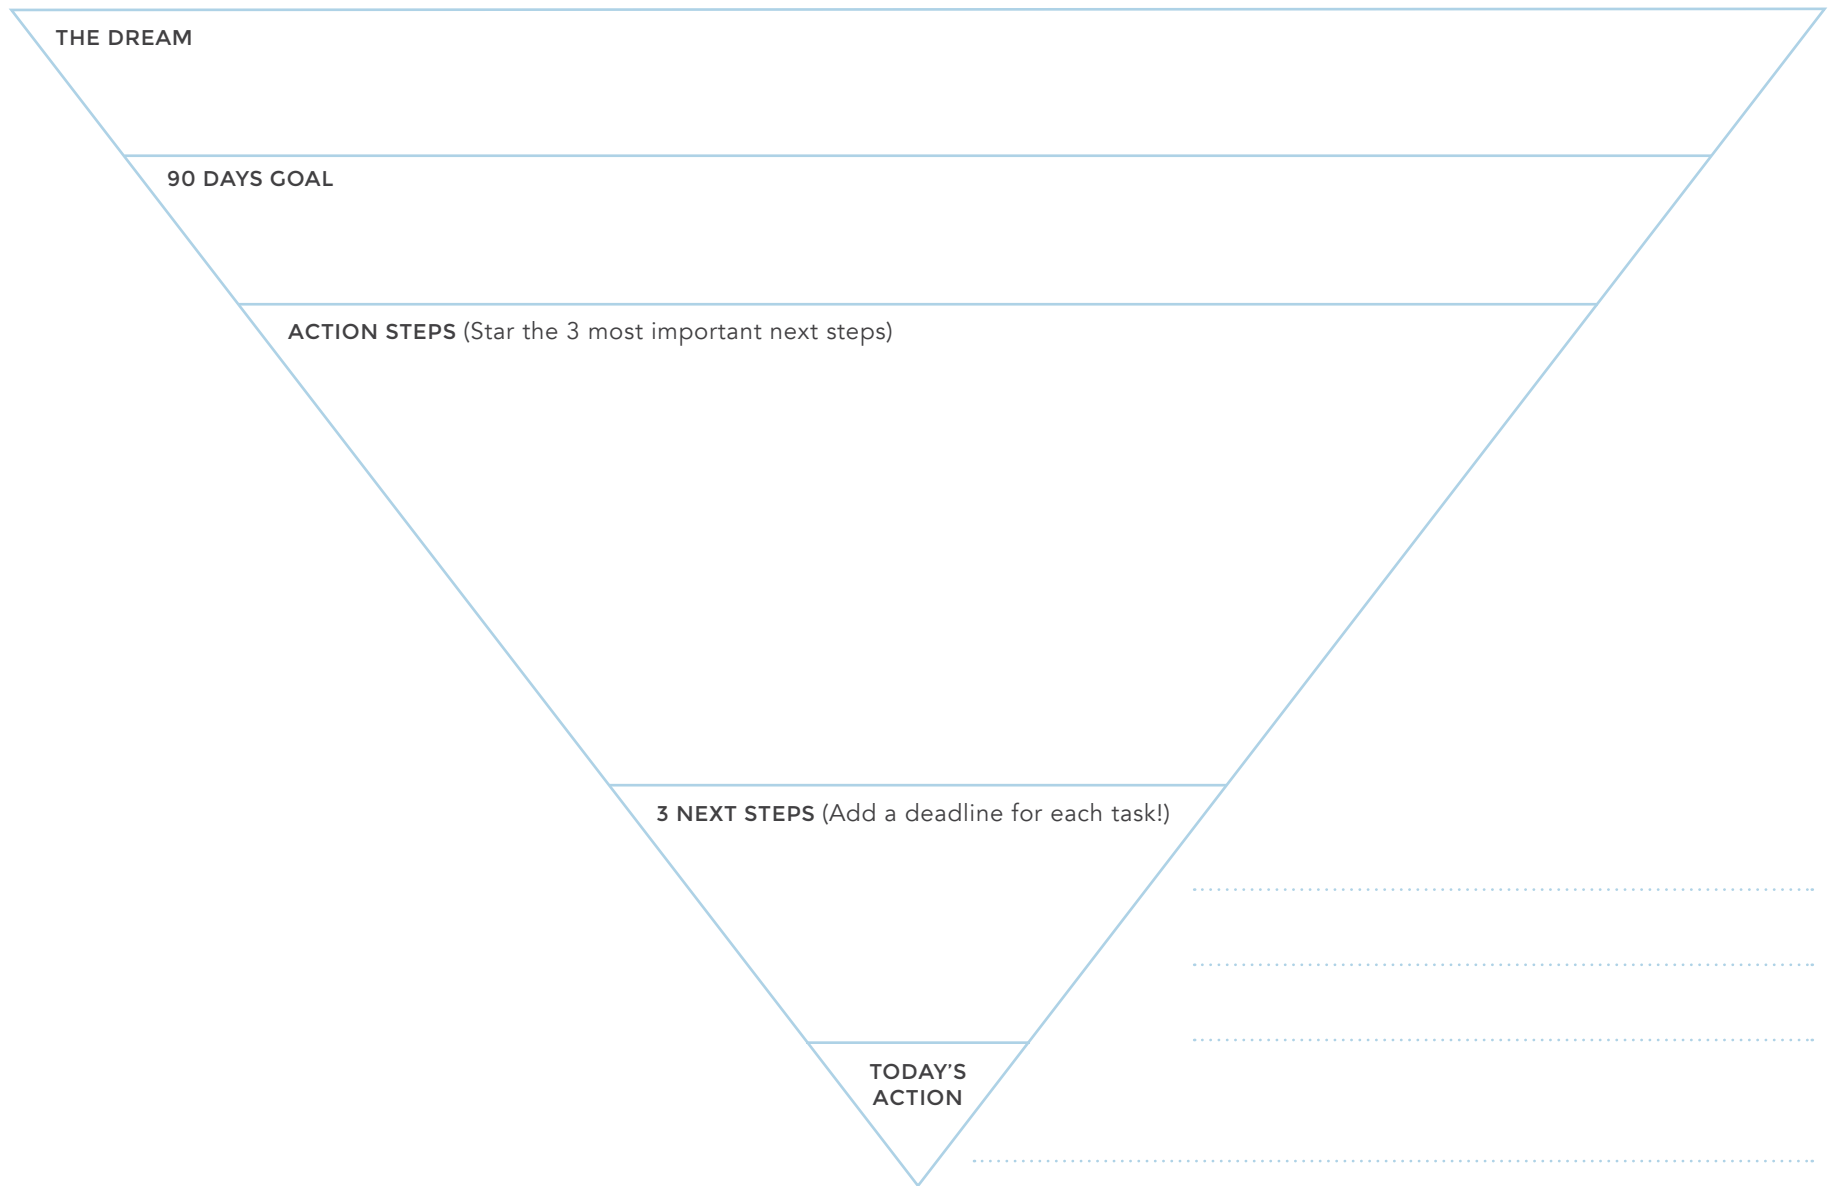 THE DREAM
90 DAYS GOAL
ACTION STEPS (Star the 3 most important next steps)
3 NEXT STEPS (Add a deadline for each task!)
TODAY’S
ACTION